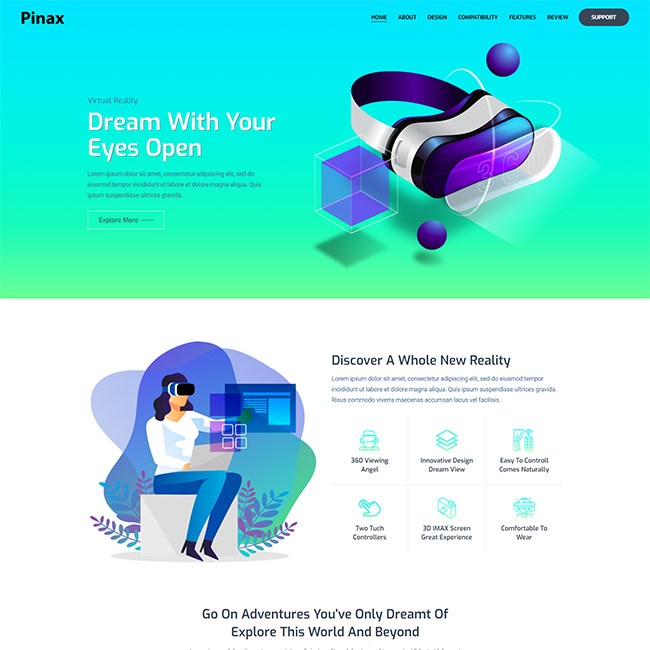 Pinax
HOME ABOUT DESIGN COMPATIBILITY FEATURES REVIEW SUPPORT
Virtual Reality
Dream With Your
Eyes Open
Lorem ipsum dolor sit amet, consectetur adipiscing elit, sed do
eiusmod tempor incididunt ut labore et dolore magna aliqua. Quis
ipsum suspendisse ultrices gravida.
Explore More
Discover A Whole New Reality
Lorem ipsum dolor sit amet, consectetur adipiscing elit, sed do
eiusmod tempor incididunt ut labore et dolore magna aliqua. Quis ipsum suspendisse ultrices gravida.
Risus commodo viverra maecenas accumsan lacus vel facilisis.
360 Viewing
Angel
Innovative Design
Dream View
Easy To Controll
Comes Naturally
Two Tuch
Controllers
3D IMAX Screen
Great Experience
Comfortable To
Wear
Go On Adventures You've Only Dreamt Of
Explore This World And Beyond